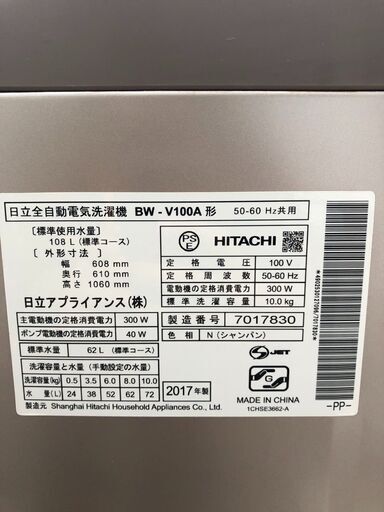 日立全自動電気洗濯機 BW-V100A 形 50-60 Hz共用
[標準使用水量]
108 L (標準コース)
[外形寸法]
幅 608 mm
奥行 610 mm
高さ 1060 mm
日立アプライアンス(株)
PS
E
HITACHI
定格電圧 100 V
定格周波数 50-60 Hz
電動機の定格消費電力 300 W
標準洗濯容量 10.0 kg
主電動機の定格消費電力 300 W
ポンプ電動機の定格消費電力 40 W
製造番号 7017830
標準水量 62 L (標準コース)
色柄 N (シャンパン)
洗濯容量と水量 (手動設定の水量)
洗濯容量(kg) 0.5 3.5 6.0 8.0 10.0
水量(L) 24 38 52 62 72
2017年製
S JET
G
MADE IN CHINA
1CHSE3662-A
製造元 Shanghai Hitachi Household Appliances Co., Ltd.
-PP-